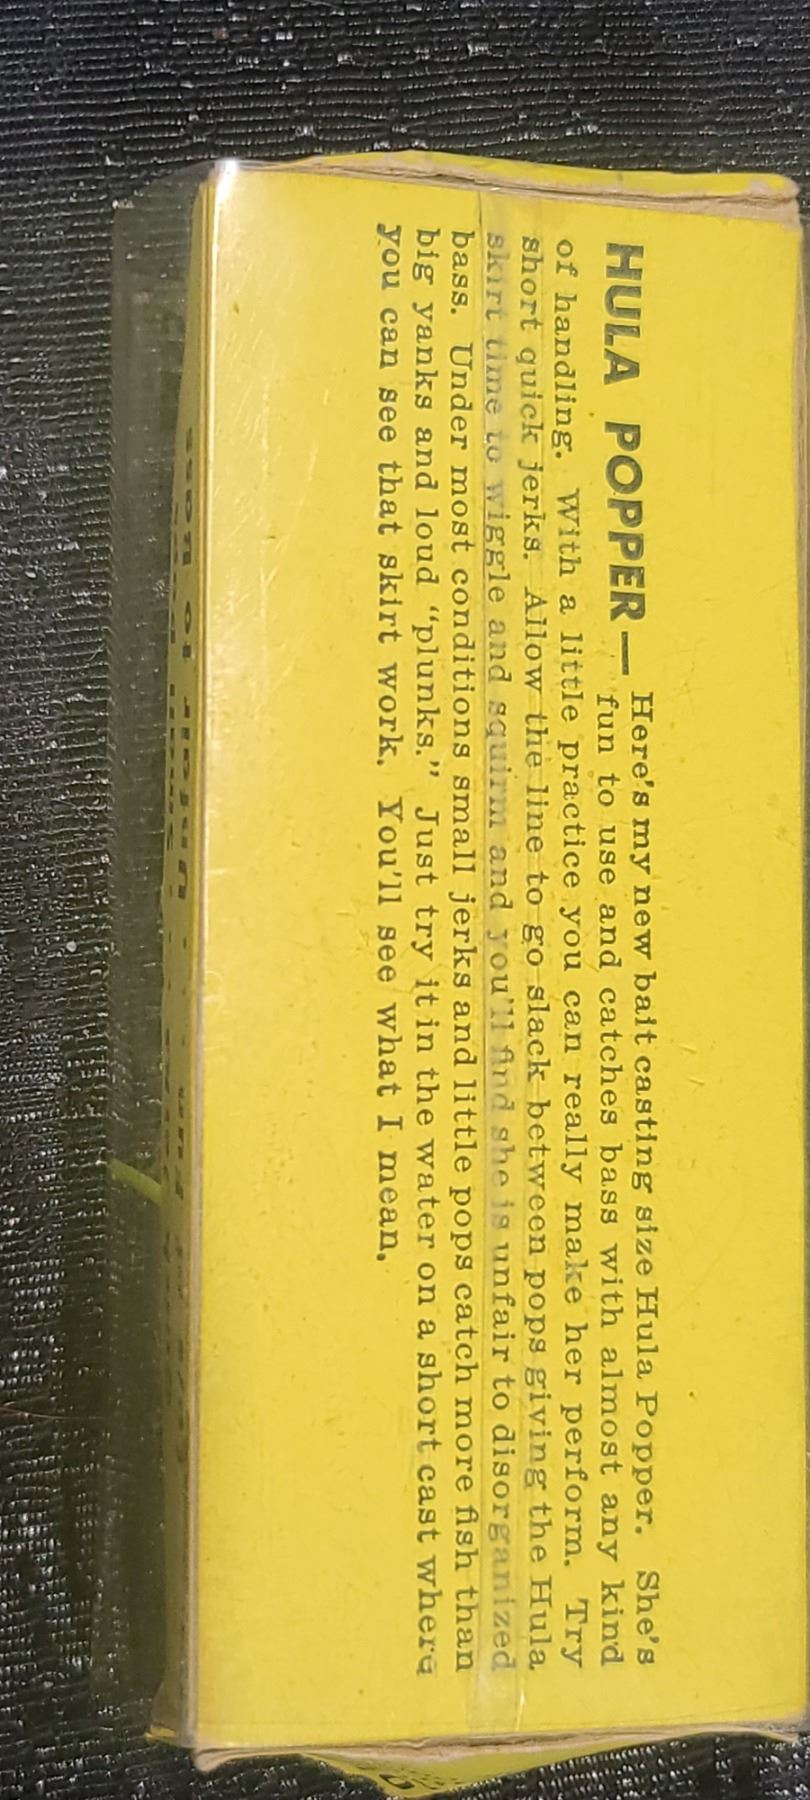 HULA POPPER — Here's my new bait casting size Hula Popper. She's
fun to use and catches bass with almost any kind
of handling. With a little practice you can really make her perform. Try
short quick jerks. Allow the line to go slack between pops giving the Hula
skirt time to wiggle and squirm and you'll find she is unfair to disorganized
bass. Under most conditions small jerks and little pops catch more fish than
big yanks and loud "plunks." Just try it in the water on a short cast where
you can see that skirt work. You'll see what I mean.